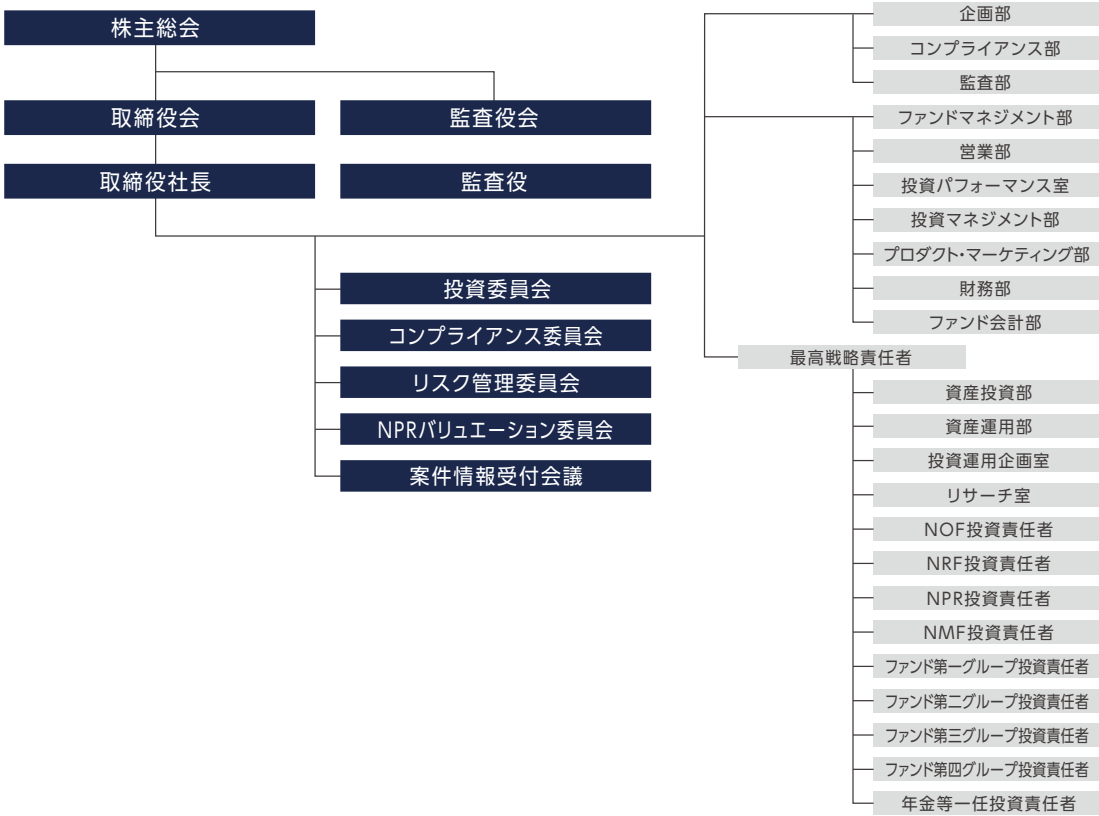 株主総会
取締役会
監査役会
取締役社長
監査役
投資委員会
コンプライアンス委員会
リスク管理委員会
NPRバリュエーション委員会
案件情報受付会議
企画部
コンプライアンス部
監査部
ファンドマネジメント部
営業部
投資パフォーマンス室
投資マネジメント部
プロダクト・マーケティング部
財務部
ファンド会計部
最高戦略責任者
資産投資部
資産運用部
投資運用企画室
リサーチ室
NOF投資責任者
NRF投資責任者
NPR投資責任者
NMF投資責任者
ファンド第一グループ投資責任者
ファンド第二グループ投資責任者
ファンド第三グループ投資責任者
ファンド第四グループ投資責任者
年金等一任投資責任者